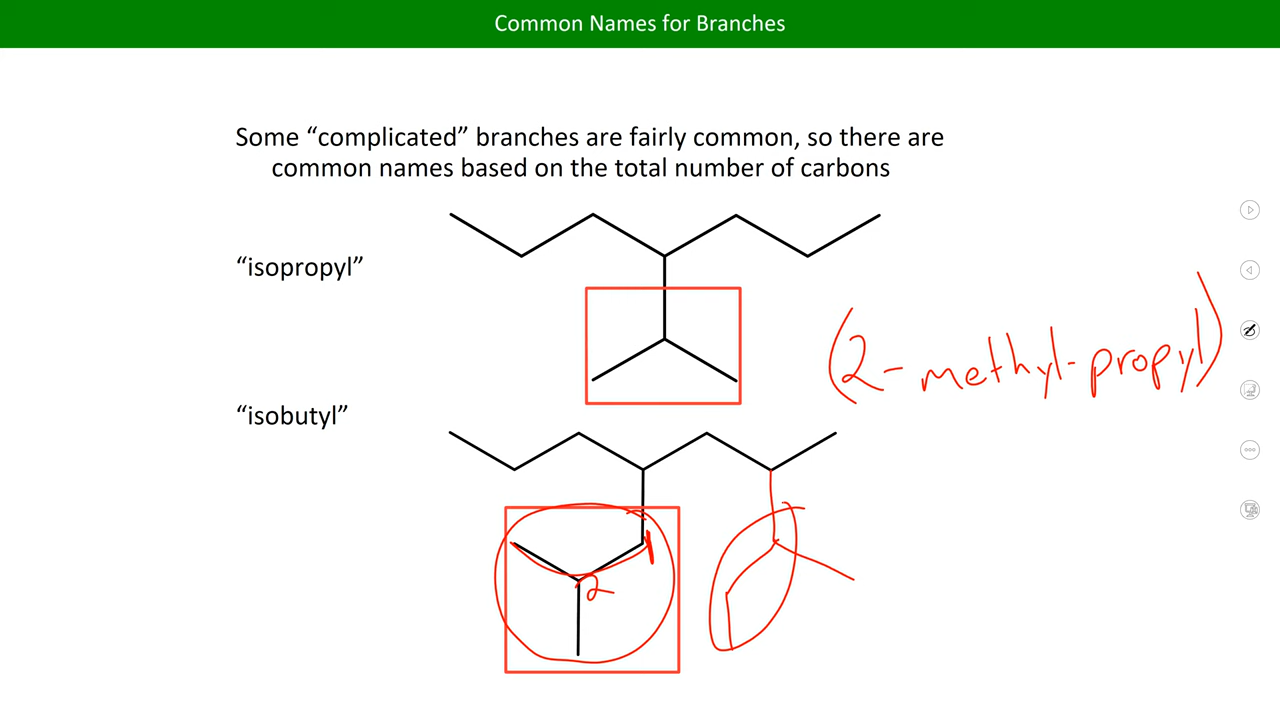 Common Names for Branches
Some “complicated” branches are fairly common, so there are
common names based on the total number of carbons
“isopropyl”
(2-methyl-propyl)
“isobutyl”
1
2